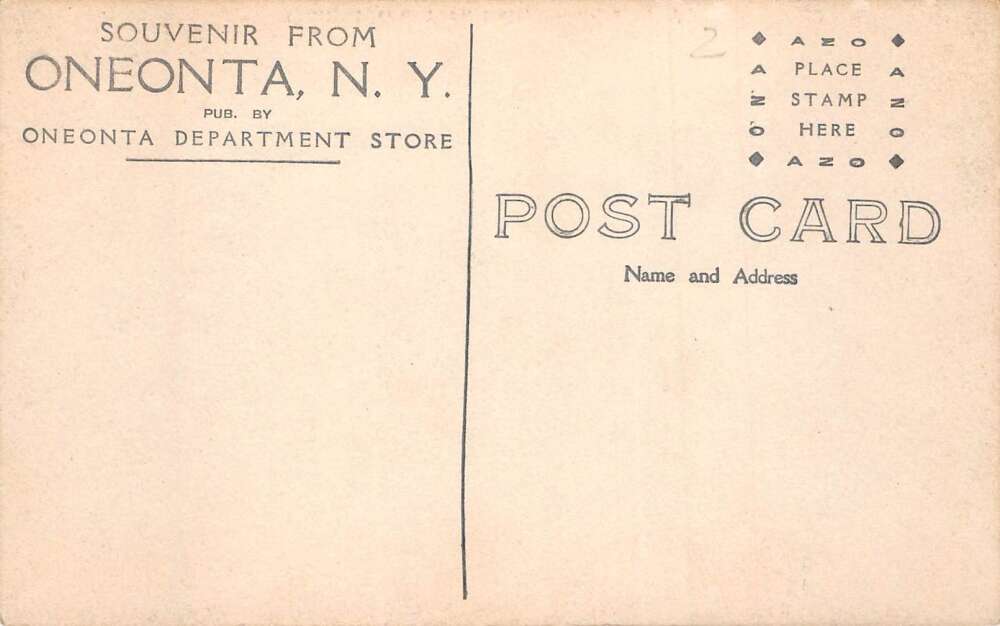 SOUVENIR FROM
ONEONTA, N. Y.
PUB. BY
ONEONTA DEPARTMENT STORE
2
◆ AZO ◆
A PLACE A
Z STAMP Z
O HERE O
◆ AZO ◆
POST CARD
Name and Address